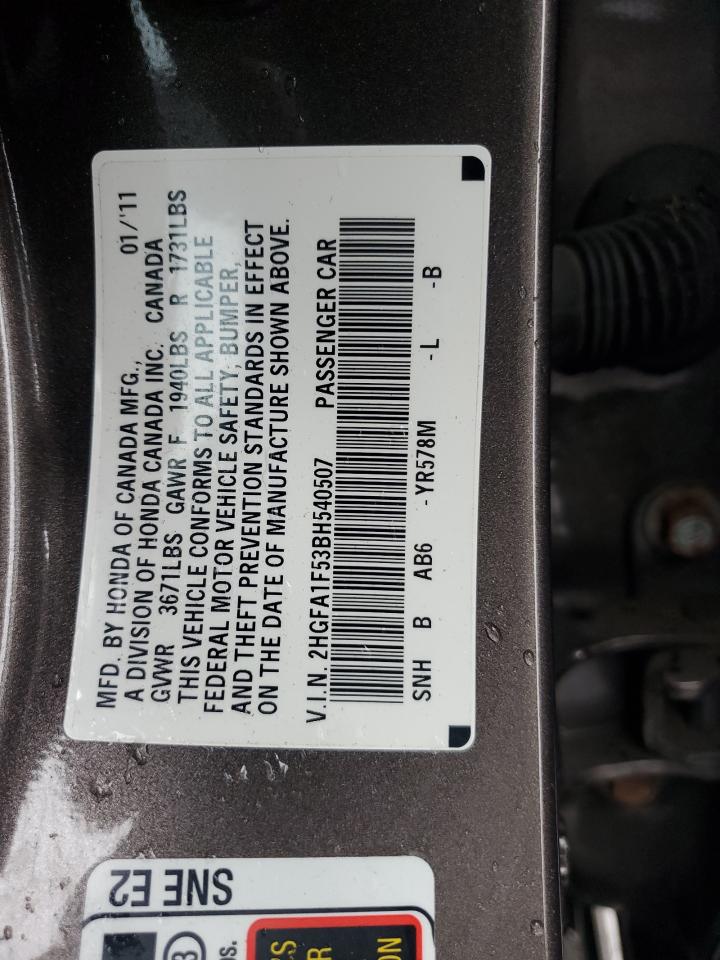 MFD. BY HONDA OF CANADA MFG., 01/'11
A DIVISION OF HONDA CANADA INC. CANADA
GVWR 3671LBS GAWR F 1940LBS R 1731LBS
THIS VEHICLE CONFORMS TO ALL APPLICABLE
FEDERAL MOTOR VEHICLE SAFETY, BUMPER,
AND THEFT PREVENTION STANDARDS IN EFFECT
ON THE DATE OF MANUFACTURE SHOWN ABOVE.
V.I.N. 2HGFA1F53BH540507 PASSENGER CAR
SNH B AB6 -YR578M -L -B
SNE E2